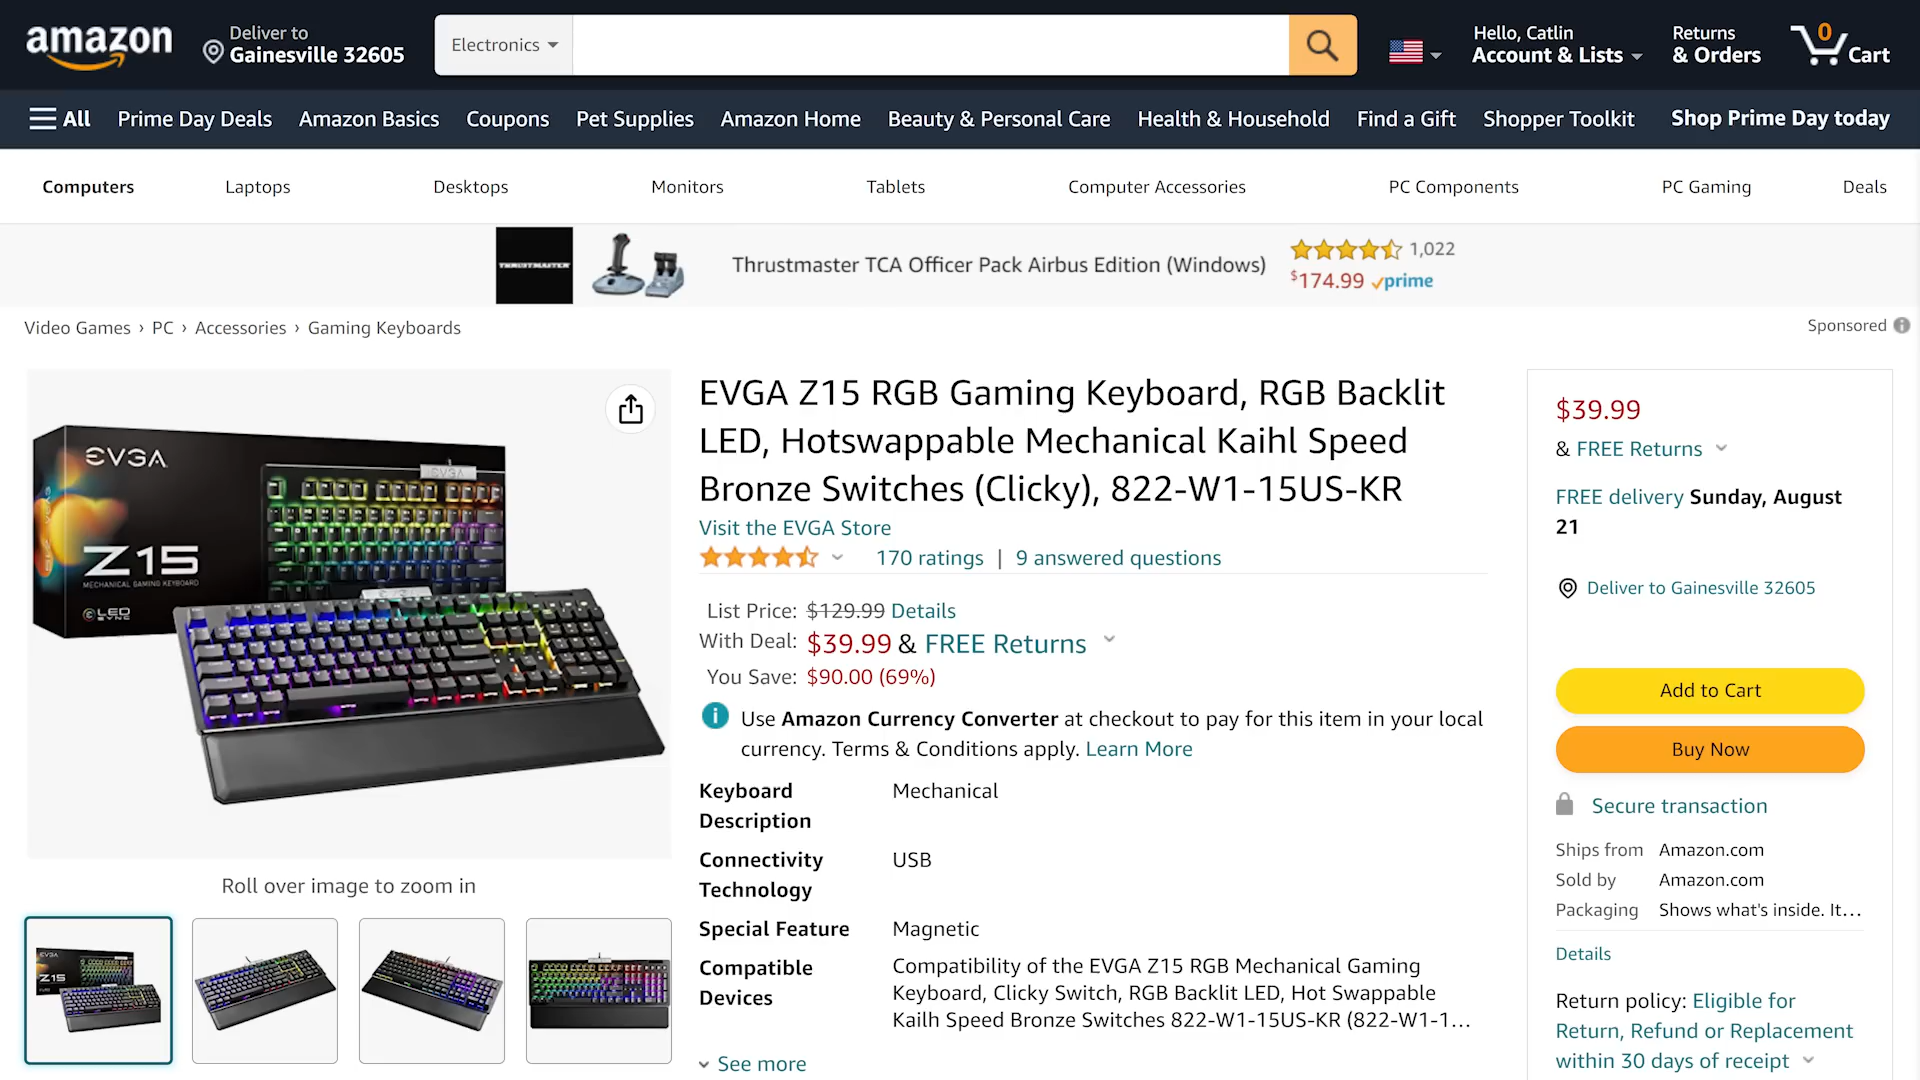 amazon
Deliver to
Gainesville 32605
Electronics
Hello, Catlin
Account & Lists
Returns
& Orders
0
Cart
All
Prime Day Deals
Amazon Basics
Coupons
Pet Supplies
Amazon Home
Beauty & Personal Care
Health & Household
Find a Gift
Shopper Toolkit
Shop Prime Day today
Computers
Laptops
Desktops
Monitors
Tablets
Computer Accessories
PC Components
PC Gaming
Deals
THRUSTMASTER
Thrustmaster TCA Officer Pack Airbus Edition (Windows)
1,022
$174.99 prime
Video Games › PC › Accessories › Gaming Keyboards
Sponsored
EVGA
EVGA
Z15
MECHANICAL GAMING KEYBOARD
LED
SYNC
Roll over image to zoom in
EVGA
Z15
EVGA Z15 RGB Gaming Keyboard, RGB Backlit
LED, Hotswappable Mechanical Kaihl Speed
Bronze Switches (Clicky), 822-W1-15US-KR
Visit the EVGA Store
170 ratings | 9 answered questions
List Price: $129.99 Details
With Deal: $39.99 & FREE Returns
You Save: $90.00 (69%)
Use Amazon Currency Converter at checkout to pay for this item in your local
currency. Terms & Conditions apply. Learn More
Keyboard Mechanical
Description
Connectivity USB
Technology
Special Feature Magnetic
Compatible Compatibility of the EVGA Z15 RGB Mechanical Gaming
Devices Keyboard, Clicky Switch, RGB Backlit LED, Hot Swappable
Kailh Speed Bronze Switches 822-W1-15US-KR (822-W1-1...
See more
$39.99
& FREE Returns
FREE delivery Sunday, August
21
Deliver to Gainesville 32605
Add to Cart
Buy Now
Secure transaction
Ships from Amazon.com
Sold by Amazon.com
Packaging Shows what's inside. It...
Details
Return policy: Eligible for
Return, Refund or Replacement
within 30 days of receipt